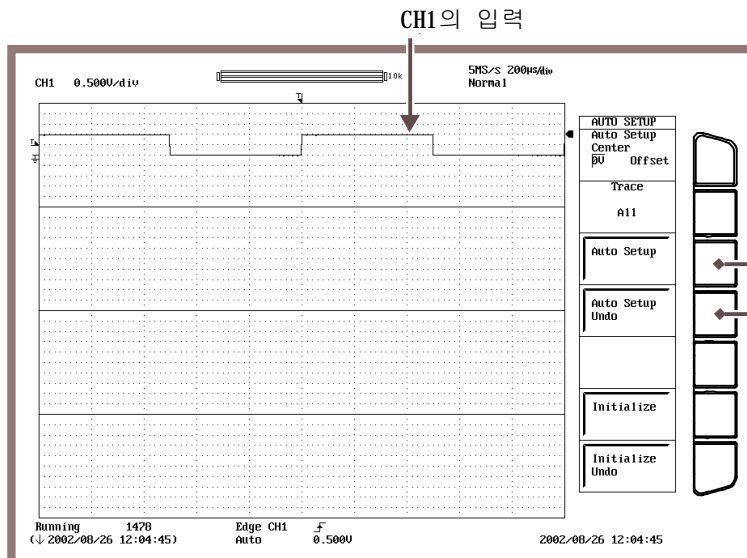 CH1의 입력
CH1 0.500V/div
10k
5MS/s 200µs/div
Normal
AUTO SETUP
Auto Setup
Center
0V Offset
Trace
All
Auto Setup
Auto Setup
Undo
Initialize
Initialize
Undo
Running 1478
Edge CH1
(↓2002/08/26 12:04:45)
Auto 0.500V
2002/08/26 12:04:45